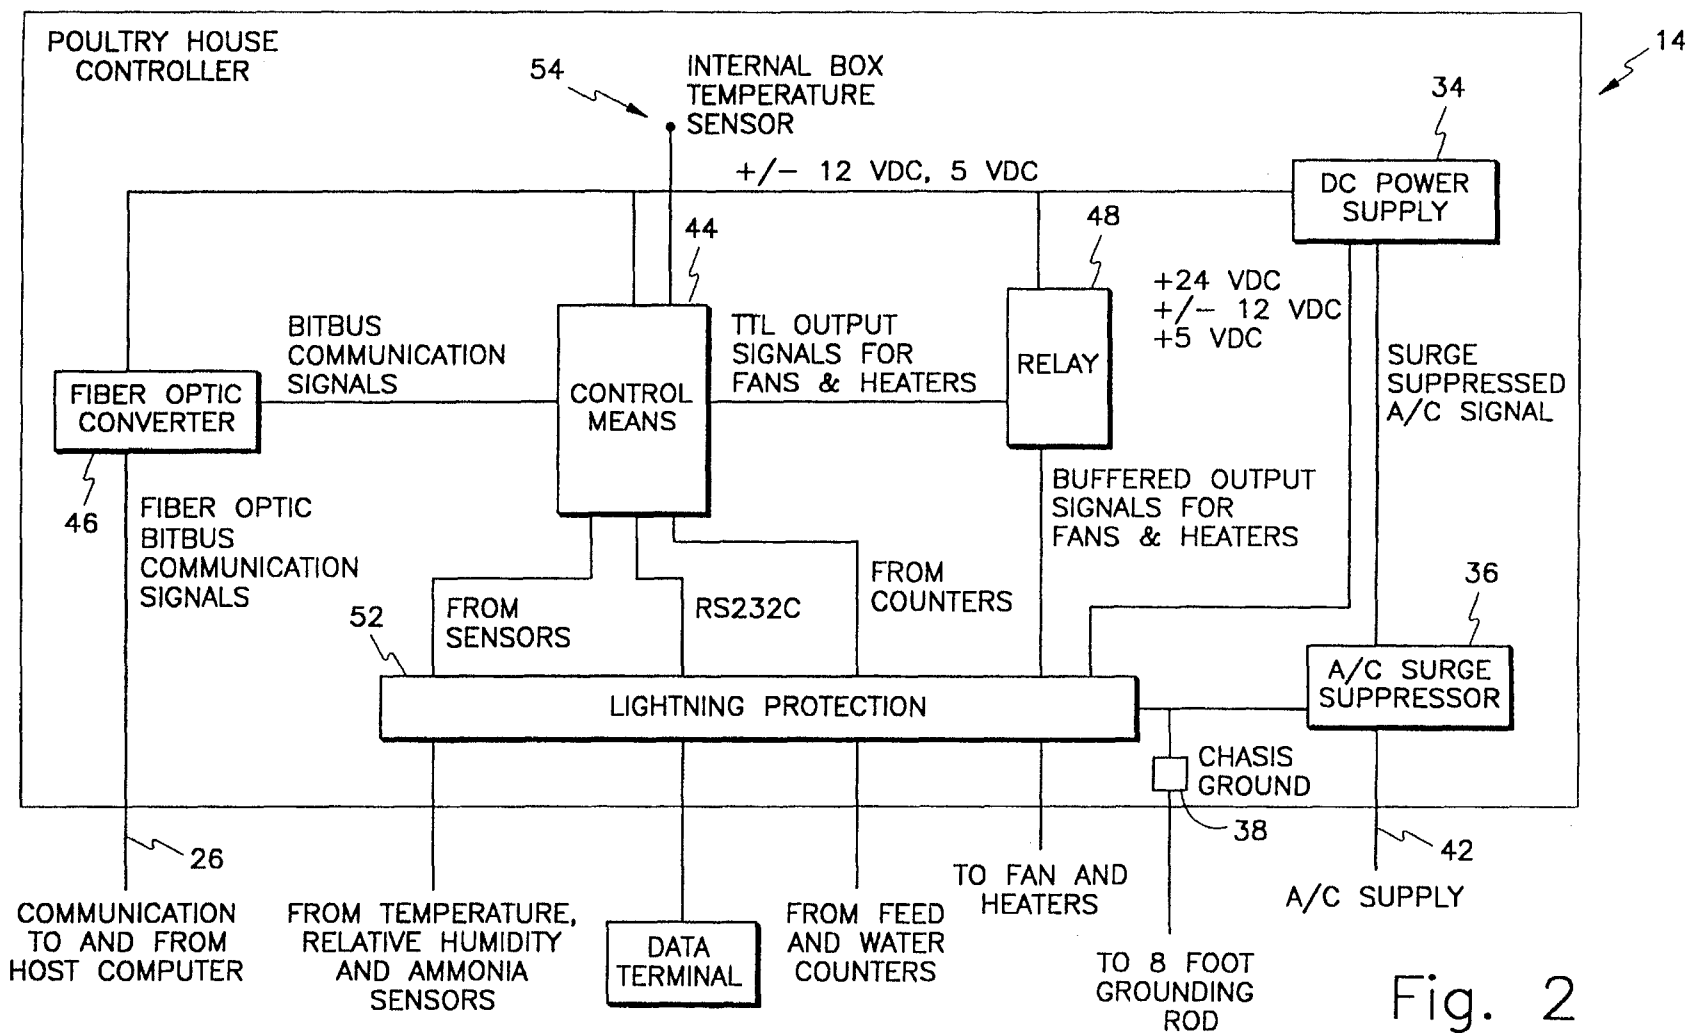 POULTRY HOUSE
CONTROLLER
14
54
INTERNAL BOX
TEMPERATURE
SENSOR
34
+/− 12 VDC, 5 VDC
DC POWER
SUPPLY
44
48
+24 VDC
+/− 12 VDC
+5 VDC
BITBUS
COMMUNICATION
SIGNALS
TTL OUTPUT
SIGNALS FOR
FANS & HEATERS
RELAY
SURGE
SUPPRESSED
A/C SIGNAL
FIBER OPTIC
CONVERTER
CONTROL
MEANS
46
FIBER OPTIC
BITBUS
COMMUNICATION
SIGNALS
BUFFERED OUTPUT
SIGNALS FOR
FANS & HEATERS
36
52
FROM
SENSORS
RS232C
FROM
COUNTERS
LIGHTNING PROTECTION
A/C SURGE
SUPPRESSOR
CHASIS
GROUND
38
26
42
COMMUNICATION
TO AND FROM
HOST COMPUTER
FROM TEMPERATURE,
RELATIVE HUMIDITY
AND AMMONIA
SENSORS
DATA
TERMINAL
FROM FEED
AND WATER
COUNTERS
TO FAN AND
HEATERS
TO 8 FOOT
GROUNDING
ROD
A/C SUPPLY
Fig. 2